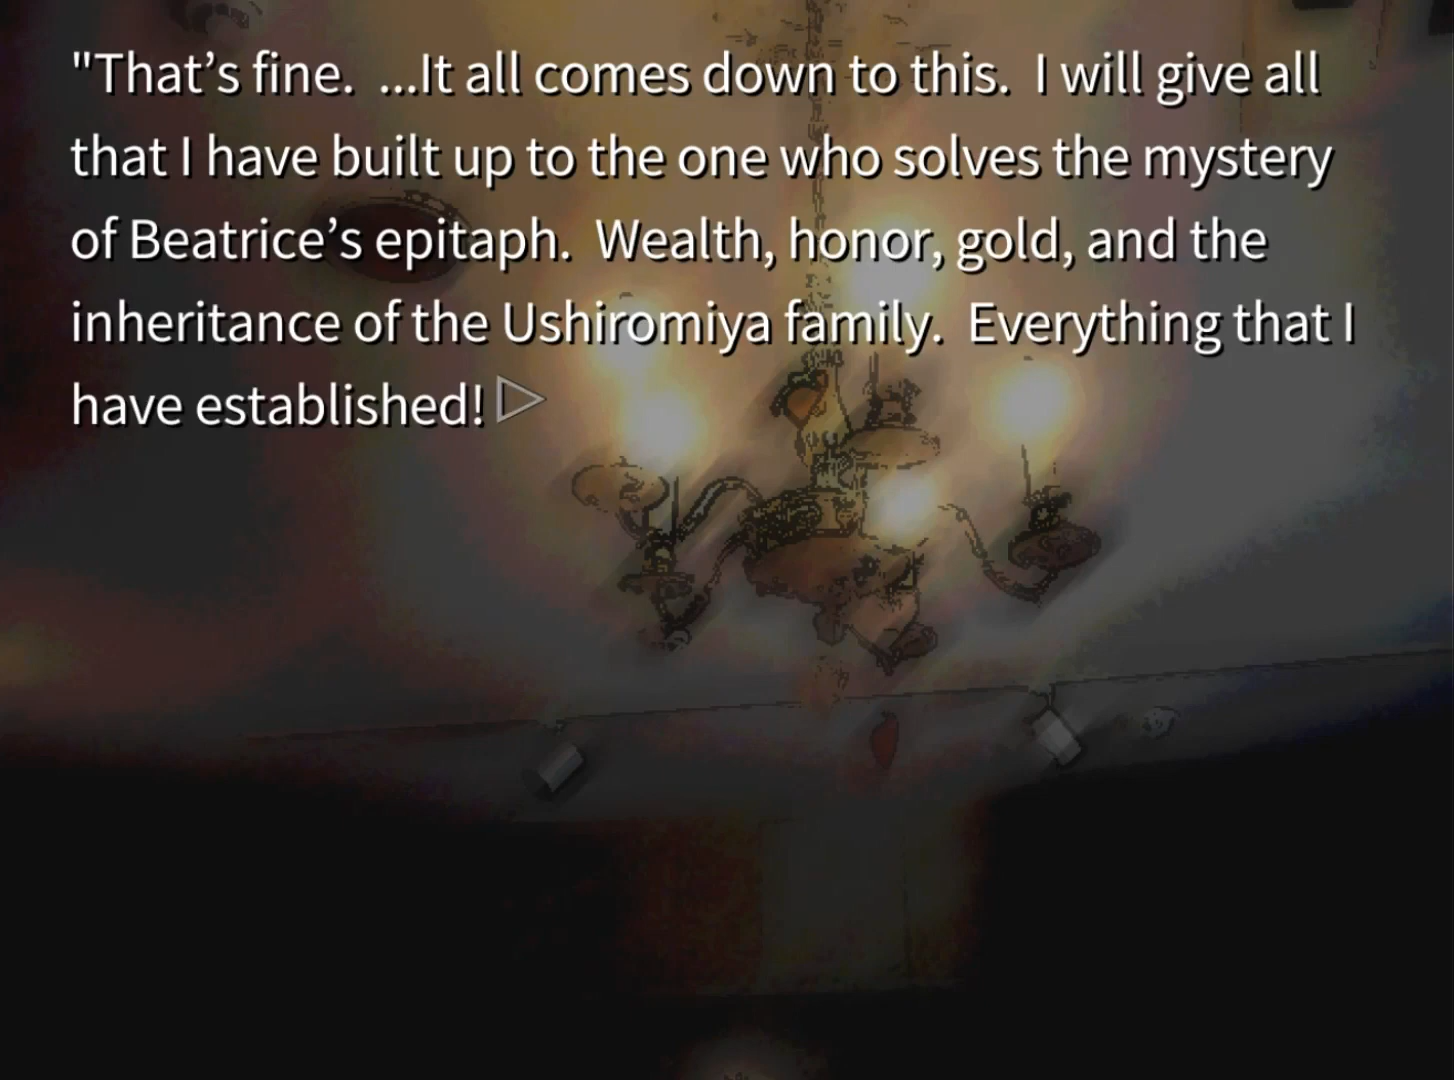 "That’s fine.  ...It all comes down to this.  I will give all
that I have built up to the one who solves the mystery
of Beatrice’s epitaph.  Wealth, honor, gold, and the
inheritance of the Ushiromiya family.  Everything that I
have established!